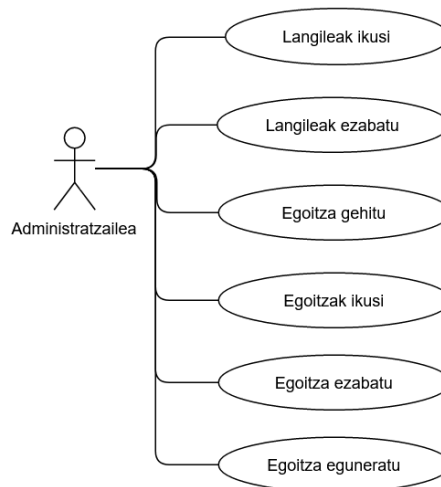 Langileak ikusi
Langileak ezabatu
Administratzailea
Egoitza gehitu
Egoitzak ikusi
Egoitza ezabatu
Egoitza eguneratu